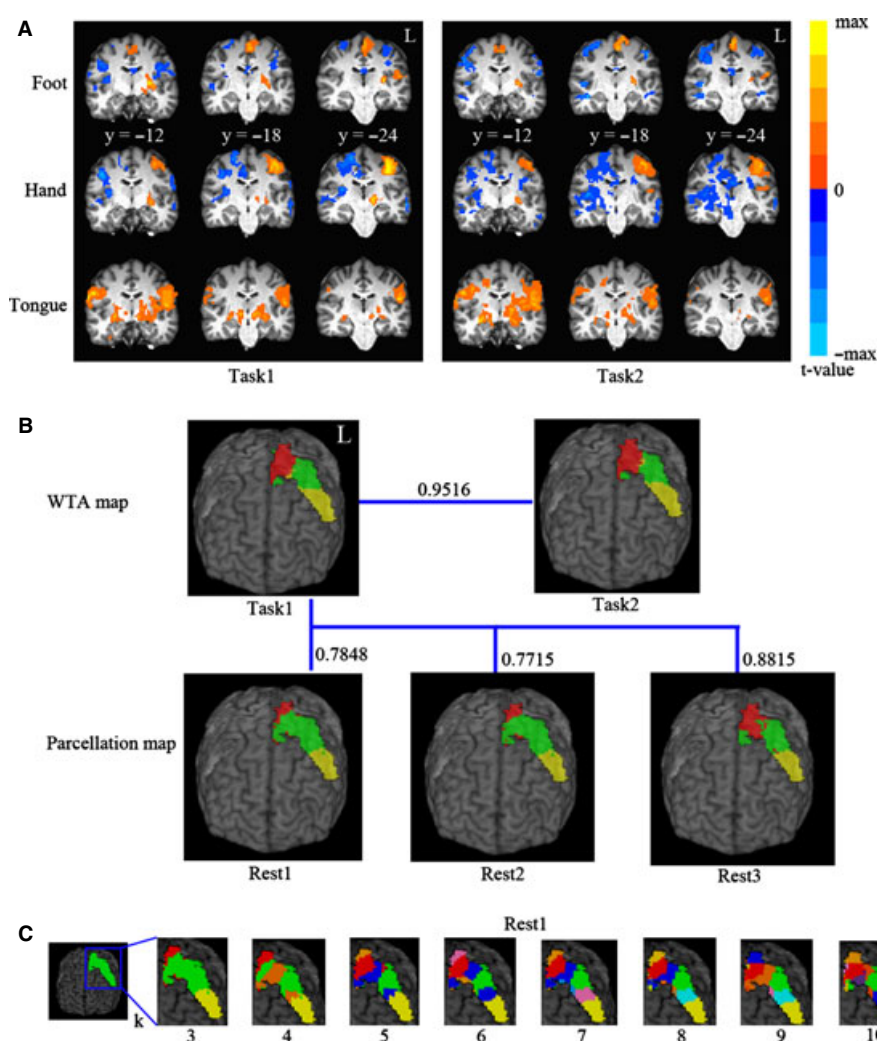 A
L
L
max
Foot
y = −12
y = −18
y = −24
y = −12
y = −18
y = −24
Hand
0
Tongue
−max
t-value
Task1
Task2
B
L
WTA map
0.9516
Task1
Task2
0.7848
0.7715
0.8815
Parcellation map
Rest1
Rest2
Rest3
C
Rest1
k
3
4
5
6
7
8
9